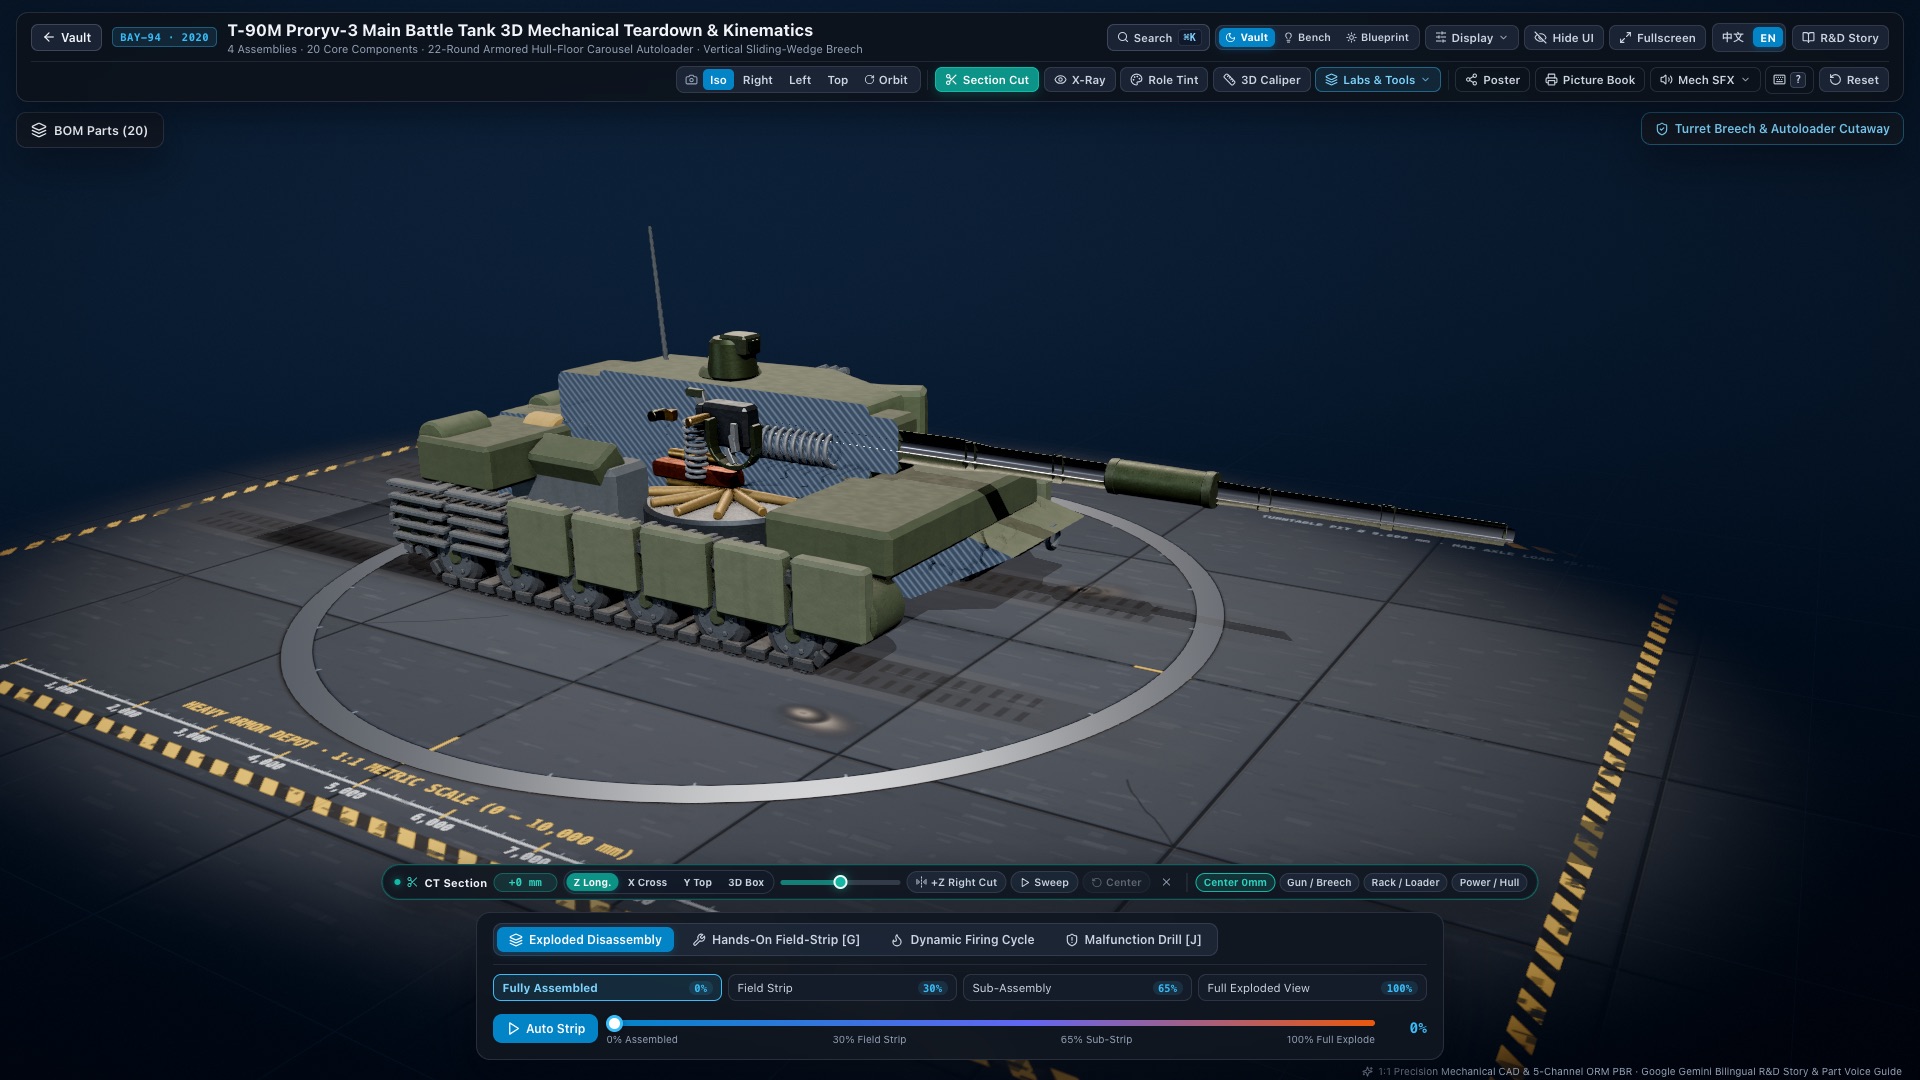 Vault
BAY-94 · 2020
T-90M Proryv-3 Main Battle Tank 3D Mechanical Teardown & Kinematics
4 Assemblies · 20 Core Components · 22-Round Armored Hull-Floor Carousel Autoloader · Vertical Sliding-Wedge Breech
Search ⌘K
Vault
Bench
Blueprint
Display
Hide UI
Fullscreen
中文
EN
R&D Story
Iso
Right
Left
Top
Orbit
Section Cut
X-Ray
Role Tint
3D Caliper
Labs & Tools
Poster
Picture Book
Mech SFX
?
Reset
BOM Parts (20)
Turret Breech & Autoloader Cutaway
HEAVY ARMOR DEPOT · 1:1 METRIC SCALE (0 – 10,000 mm)
1,000
2,000
3,000
4,000
5,000
6,000
7,000
CT Section
+0 mm
Z Long.
X Cross
Y Top
3D Box
+Z Right Cut
Sweep
Center
Center 0mm
Gun / Breech
Rack / Loader
Power / Hull
Exploded Disassembly
Hands-On Field-Strip [G]
Dynamic Firing Cycle
Malfunction Drill [J]
Fully Assembled 0%
Field Strip 30%
Sub-Assembly 65%
Full Exploded View 100%
Auto Strip
0%
0% Assembled
30% Field Strip
65% Sub-Strip
100% Full Explode
1:1 Precision Mechanical CAD & 5-Channel ORM PBR · Google Gemini Bilingual R&D Story & Part Voice Guide